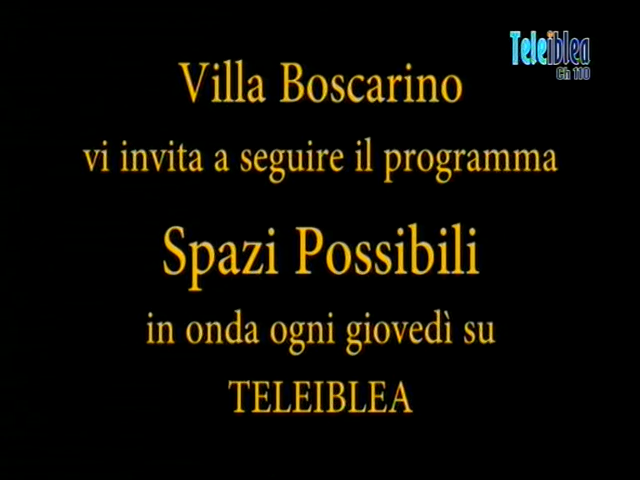 Teleiblea
Ch 110
Villa Boscarino
vi invita a seguire il programma
Spazi Possibili
in onda ogni giovedì su
TELEIBLEA